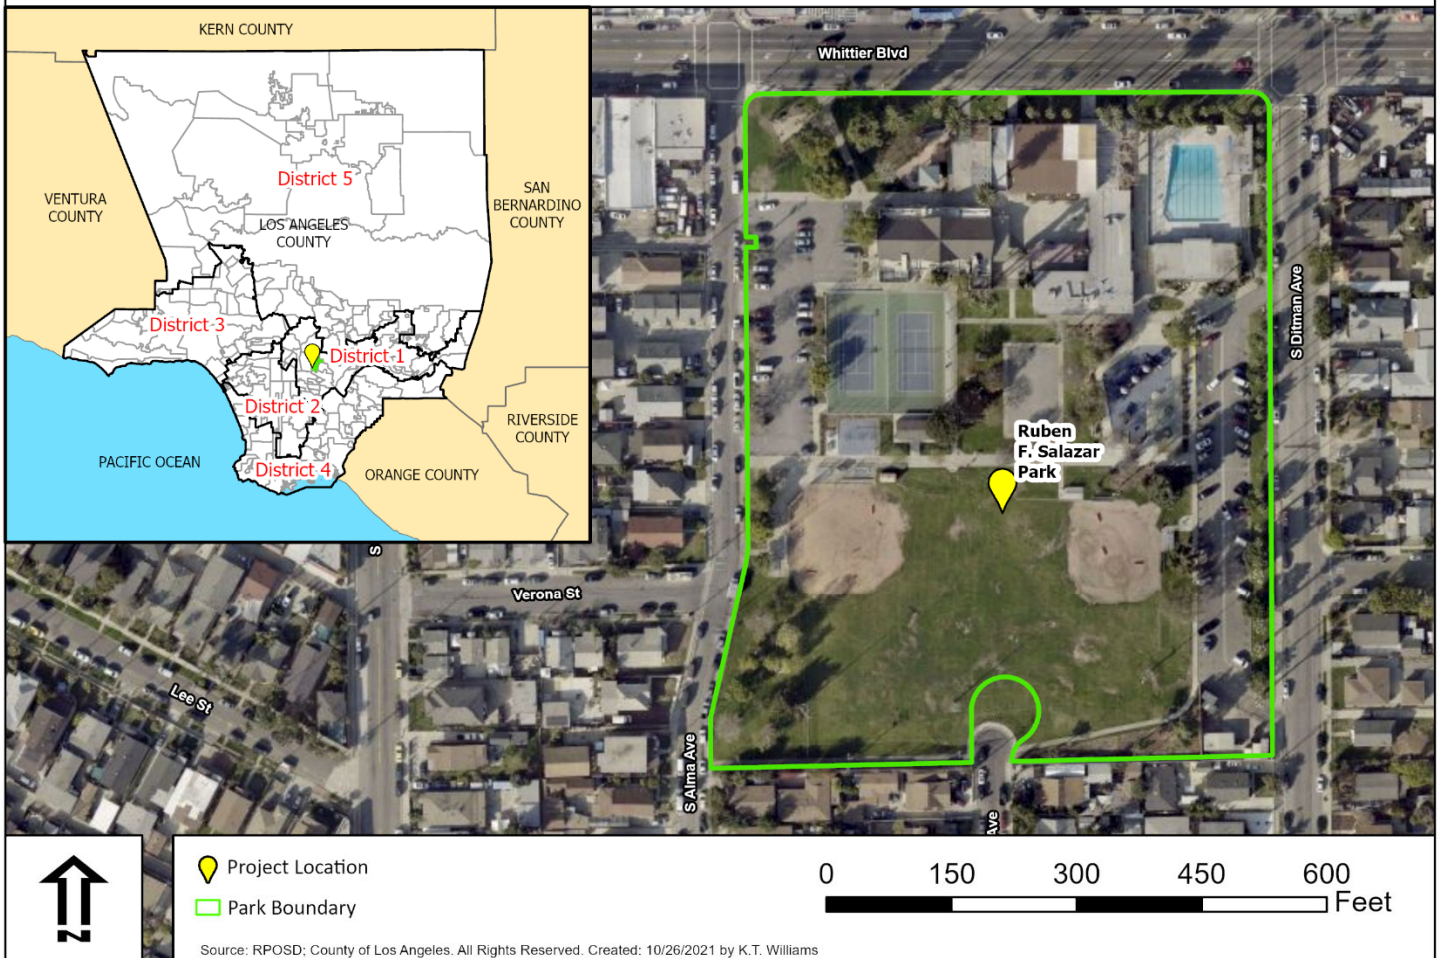 KERN COUNTY
VENTURA
COUNTY
SAN
BERNARDINO
COUNTY
District 5
LOS ANGELES
COUNTY
District 3
District 1
District 2
RIVERSIDE
COUNTY
PACIFIC OCEAN
District 4
ORANGE COUNTY
Whittier Blvd
S Ditman Ave
Ruben
F. Salazar
Park
S
Verona St
Lee St
S Alma Ave
Ave
N
Project Location
Park Boundary
0 150 300 450 600
Feet
Source: RPOSD; County of Los Angeles. All Rights Reserved. Created: 10/26/2021 by K.T. Williams